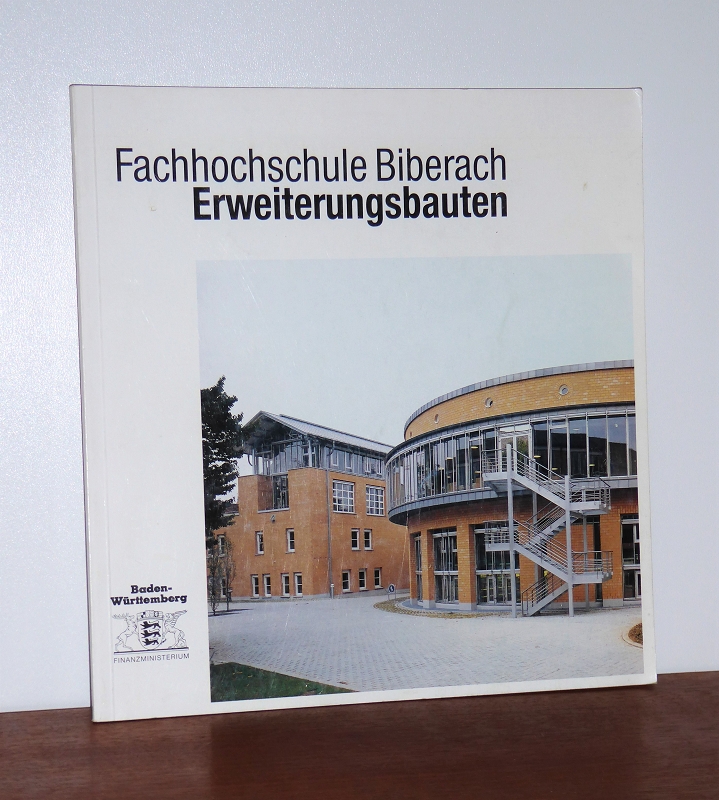 Fachhochschule Biberach
Erweiterungsbauten
Baden-
Württemberg
FINANZMINISTERIUM